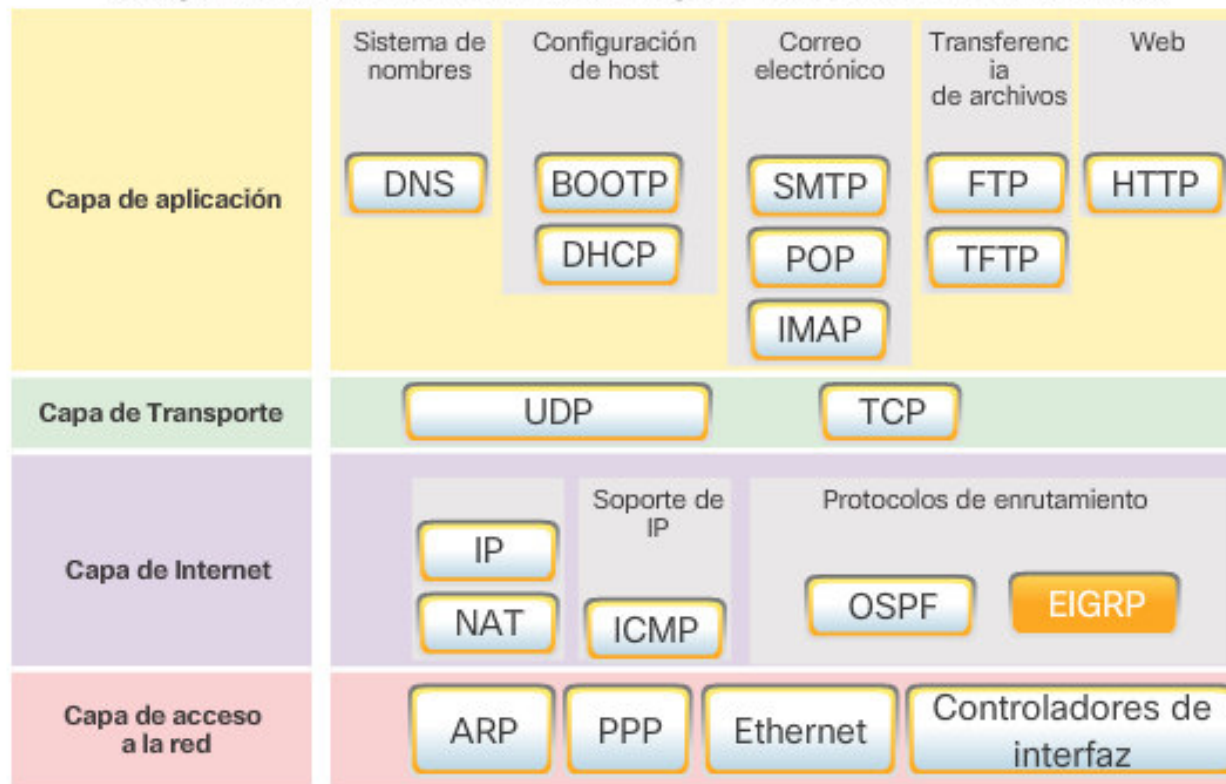 Sistema de
nombres
Configuración
de host
Correo
electrónico
Transferenc
ia
de archivos
Web
Capa de aplicación
DNS
BOOTP
DHCP
SMTP
POP
IMAP
FTP
TFTP
HTTP
Capa de Transporte
UDP
TCP
Capa de Internet
IP
NAT
Soporte de
IP
ICMP
Protocolos de enrutamiento
OSPF
EIGRP
Capa de acceso
a la red
ARP
PPP
Ethernet
Controladores de
interfaz